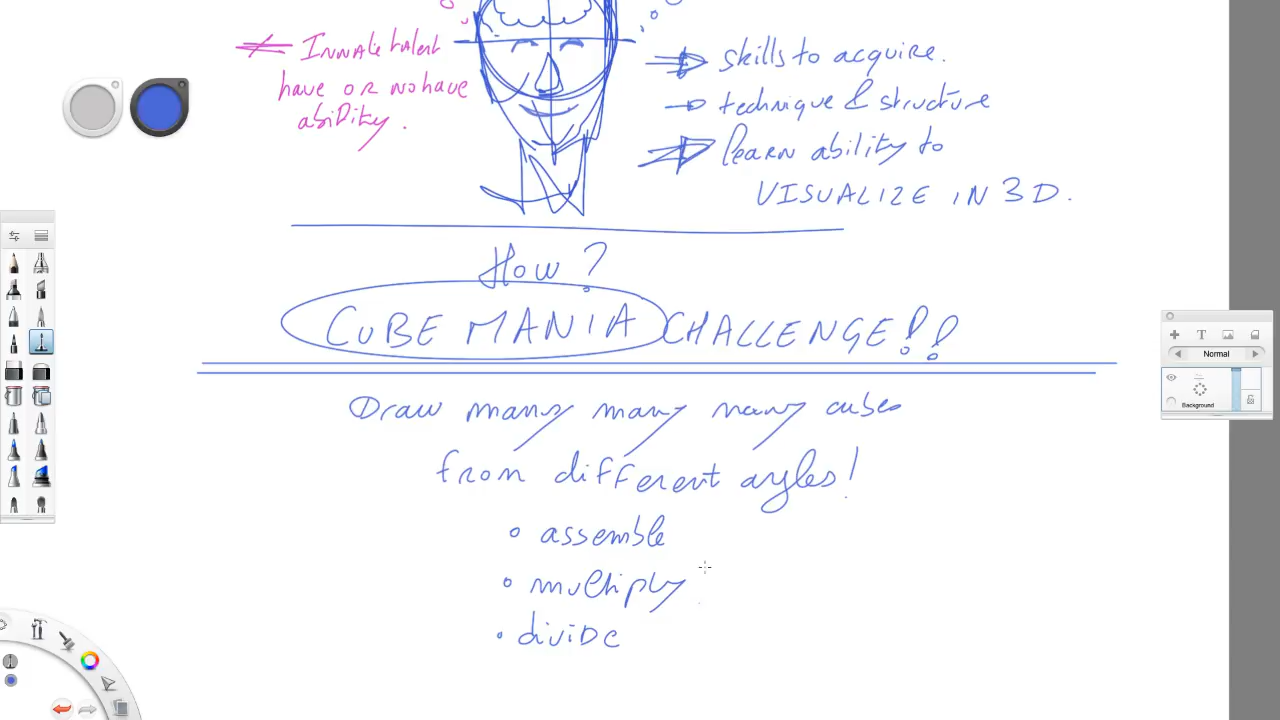 Innate talent
have or no have
ability.
skills to acquire.
technique & structure
learn ability to
VISUALIZE IN 3D.
How?
CUBE MANIA CHALLENGE!!
Draw many many many cubes
from different angles!
• assemble
• multiply
• divide
T
Normal
Background